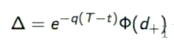 Δ = e^{-q(T-t)}Φ(d_+)